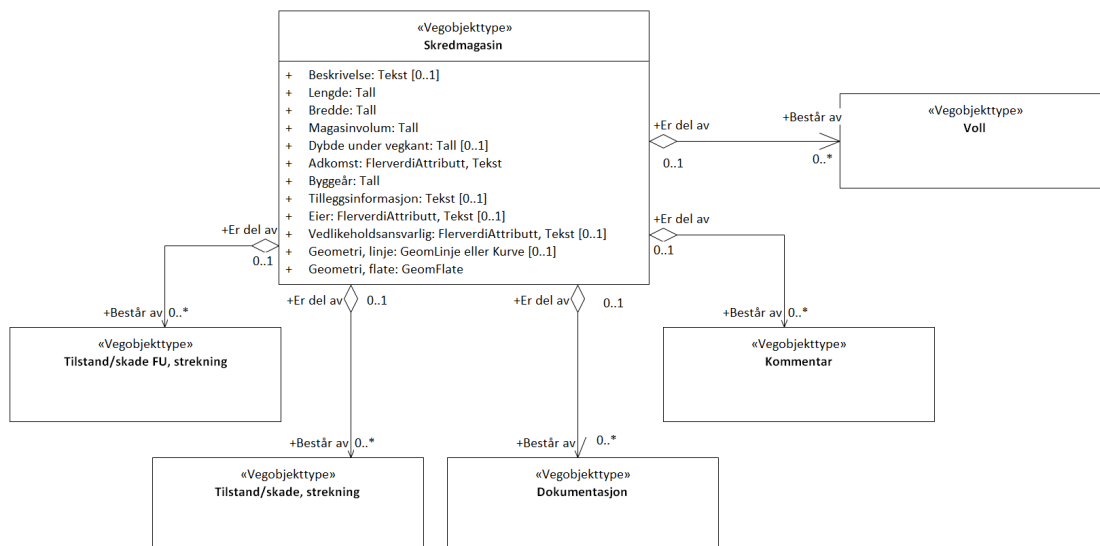 «Vegobjekttype»
Skredmagasin
+ Beskrivelse: Tekst [0..1]
+ Lengde: Tall
+ Bredde: Tall
+ Magasinvolum: Tall
+ Dybde under vegkant: Tall [0..1]
+ Adkomst: FlerverdiAttributt, Tekst
+ Byggeår: Tall
+ Tilleggsinformasjon: Tekst [0..1]
+ Eier: FlerverdiAttributt, Tekst [0..1]
+ Vedlikeholdsansvarlig: FlerverdiAttributt, Tekst [0..1]
+ Geometri, linje: GeomLinje eller Kurve [0..1]
+ Geometri, flate: GeomFlate
+Er del av
0..1
+Består av
0..*
«Vegobjekttype»
Voll
+Er del av
0..1
+Består av 0..*
«Vegobjekttype»
Kommentar
+Er del av
0..1
+Består av 0..*
«Vegobjekttype»
Tilstand/skade FU, strekning
+Er del av 0..1
+Består av 0..*
«Vegobjekttype»
Tilstand/skade, strekning
+Er del av 0..1
+Består av 0..*
«Vegobjekttype»
Dokumentasjon